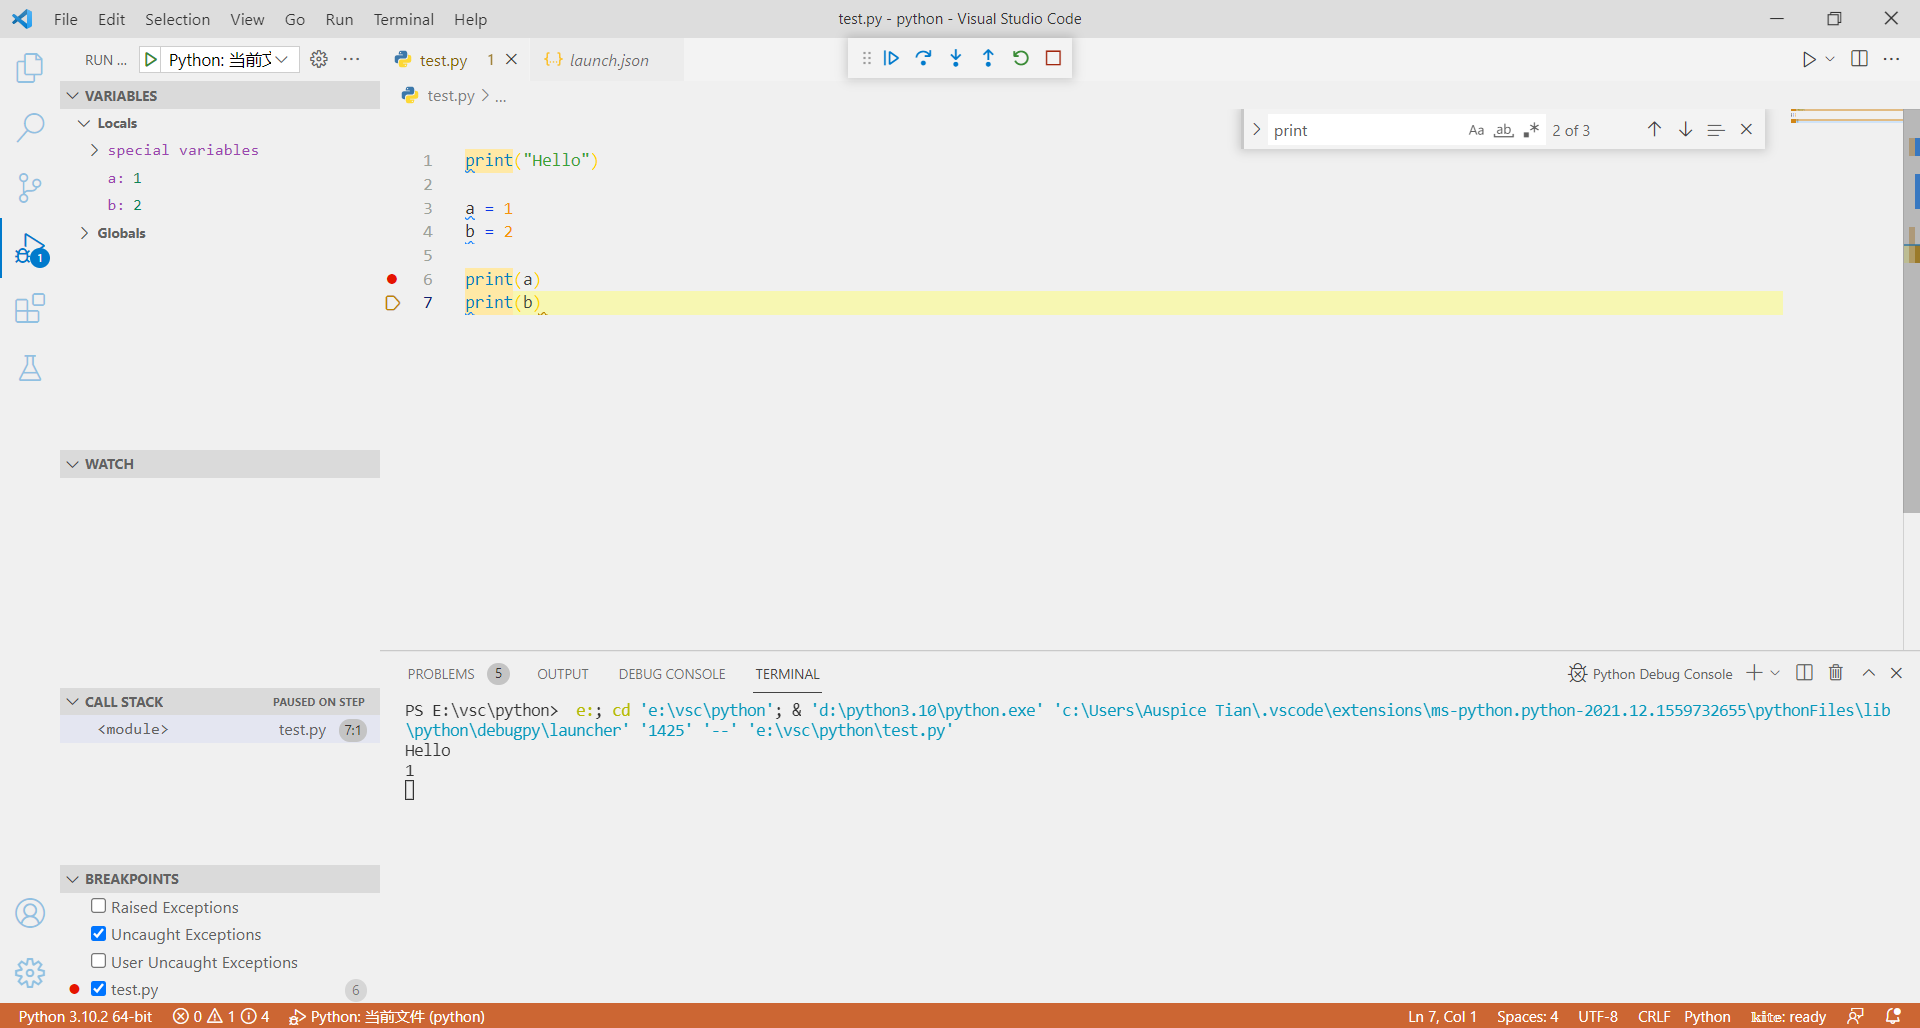 File Edit Selection View Go Run Terminal Help
test.py - python - Visual Studio Code
RUN ...
Python: 当前文
test.py 1
launch.json
test.py > ...
VARIABLES
Locals
special variables
a: 1
b: 2
Globals
print
Aa ab .* 2 of 3
1 print("Hello")
2
3 a = 1
4 b = 2
5
6 print(a)
7 print(b)
WATCH
CALL STACK PAUSED ON STEP
<module> test.py 7:1
BREAKPOINTS
Raised Exceptions
Uncaught Exceptions
User Uncaught Exceptions
test.py 6
1
PROBLEMS 5 OUTPUT DEBUG CONSOLE TERMINAL
Python Debug Console
PS E:\vsc\python>  e:; cd 'e:\vsc\python'; & 'd:\python3.10\python.exe' 'c:\Users\Auspice Tian\.vscode\extensions\ms-python.python-2021.12.1559732655\pythonFiles\lib
\python\debugpy\launcher' '1425' '--' 'e:\vsc\python\test.py'
Hello
1
Python 3.10.2 64-bit 0 1 4 Python: 当前文件 (python)
Ln 7, Col 1 Spaces: 4 UTF-8 CRLF Python kite: ready